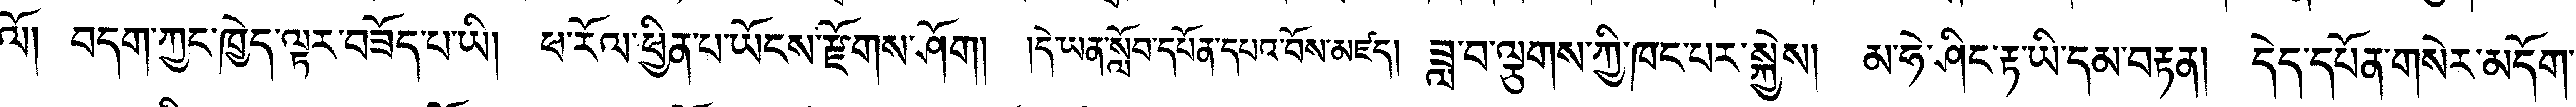 ལོ། བདག་ཀྱང་ཁྱེད་ལྟར་བཟོད་པ་ཡི། ཕ་རོལ་ཕྱིན་པ་ཡོངས་རྫོགས་ཤོག། །དེ་ཡན་སློབ་དཔོན་དཔའ་བོས་མཛད། ཟླ་བ་ལྕགས་ཀྱི་ཁང་པར་སྐྱེས། མ་ཧེ་ཤིང་རྟ་ཡི་དམ་བརྟན། དེད་དཔོན་གསེར་མདོག་